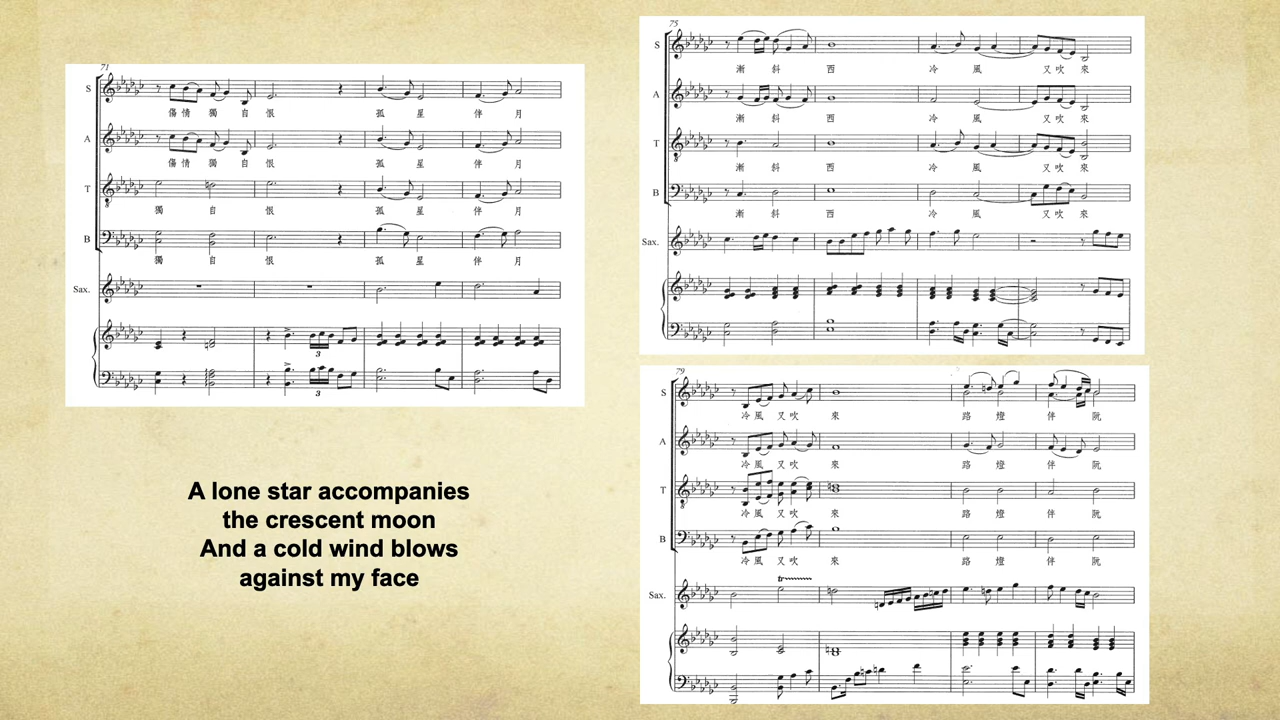 71
S
傷 情 獨 自 恨 孤 星 伴 月
A
傷 情 獨 自 恨 孤 星 伴 月
T
獨 自 恨 孤 星 伴 月
B
獨 自 恨 孤 星 伴 月
Sax.
3
3
A lone star accompanies
the crescent moon
And a cold wind blows
against my face
75
S
漸 斜 西 冷 風 又 吹 來
A
漸 斜 西 冷 風 又 吹 來
T
漸 斜 西 冷 風 又 吹 來
B
漸 斜 西 冷 風 又 吹 來
Sax.
79
S
冷 風 又 吹 來 路 燈 伴 阮
A
冷 風 又 吹 來 路 燈 伴 阮
T
冷 風 又 吹 來 路 燈 伴 阮
B
冷 風 又 吹 來 路 燈 伴 阮
tr
Sax.